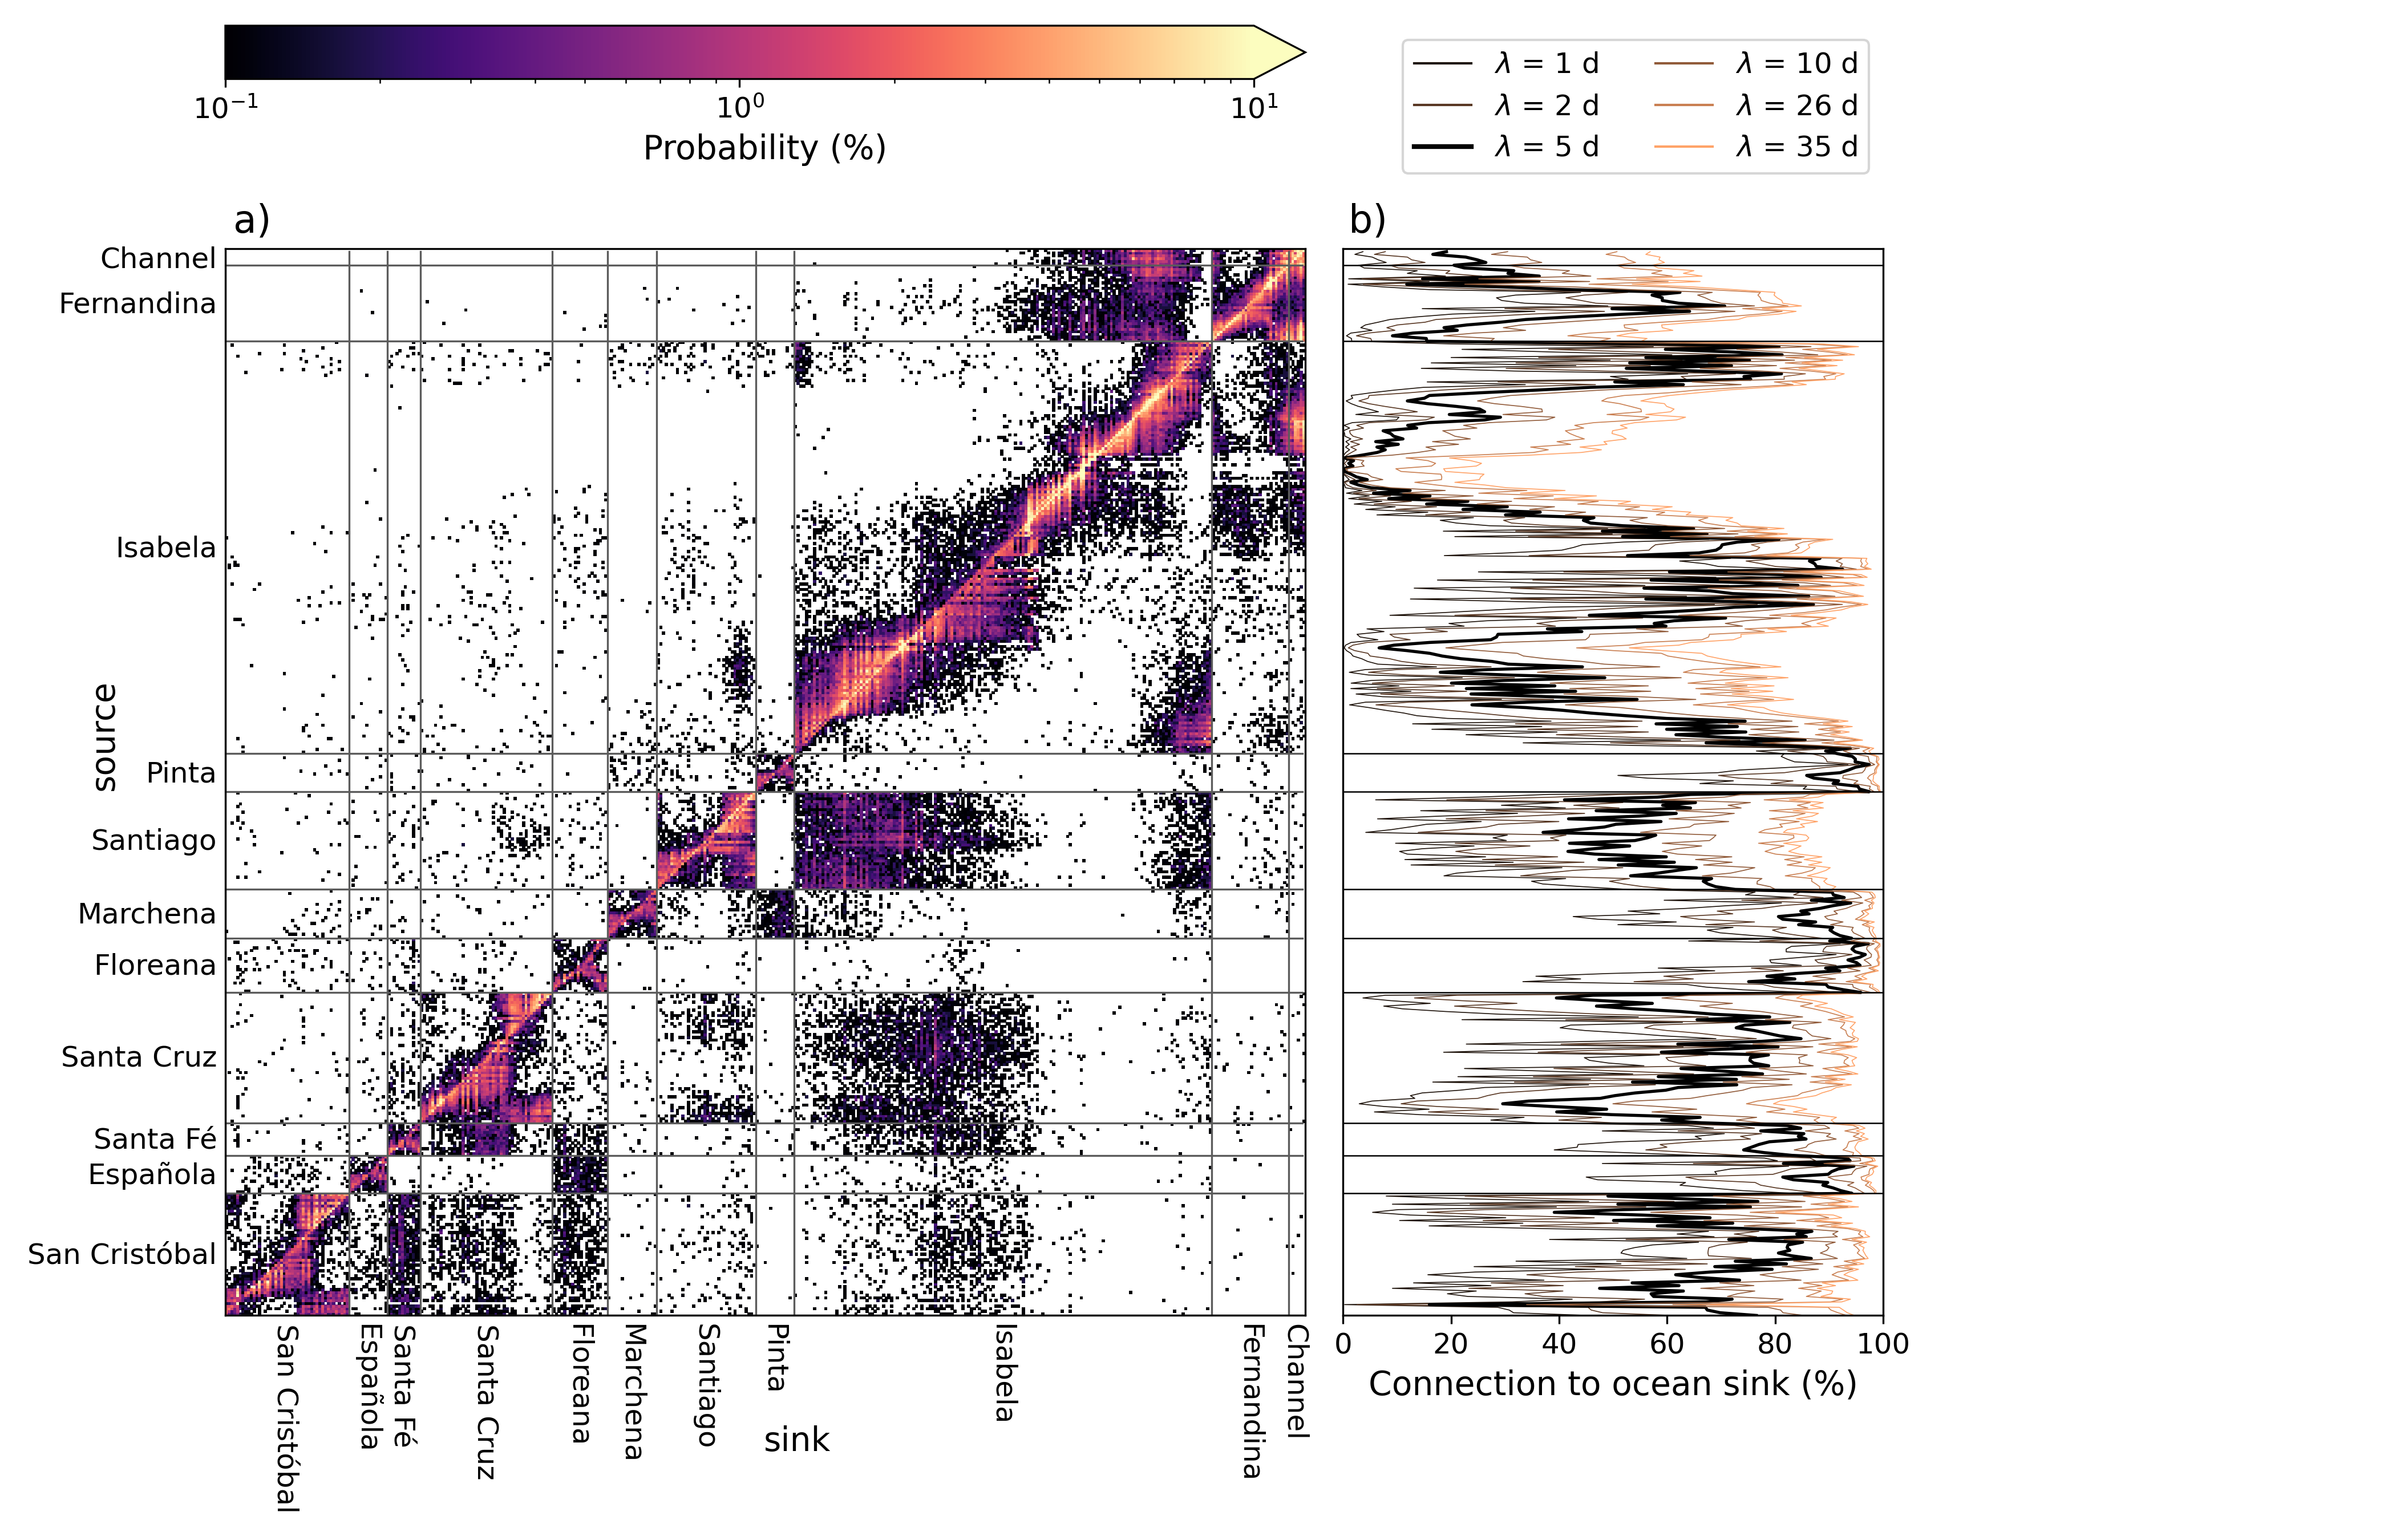 10⁻¹ 10⁰ 10¹
Probability (%)
λ = 1 d
λ = 2 d
λ = 5 d
λ = 10 d
λ = 26 d
λ = 35 d
a)
source
Channel
Fernandina
Isabela
Pinta
Santiago
Marchena
Floreana
Santa Cruz
Santa Fé
Española
San Cristóbal
San Cristóbal
Española
Santa Fé
Santa Cruz
Floreana
Marchena
Santiago
Pinta
Isabela
Fernandina
Channel
sink
b)
0 20 40 60 80 100
Connection to ocean sink (%)